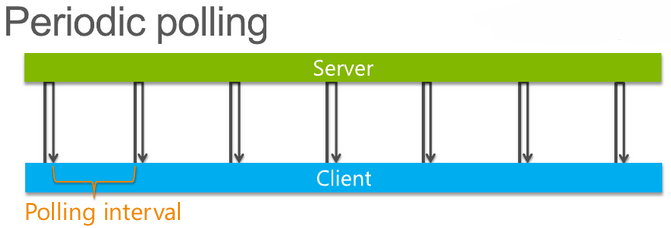 Periodic polling
Server
Client
Polling interval